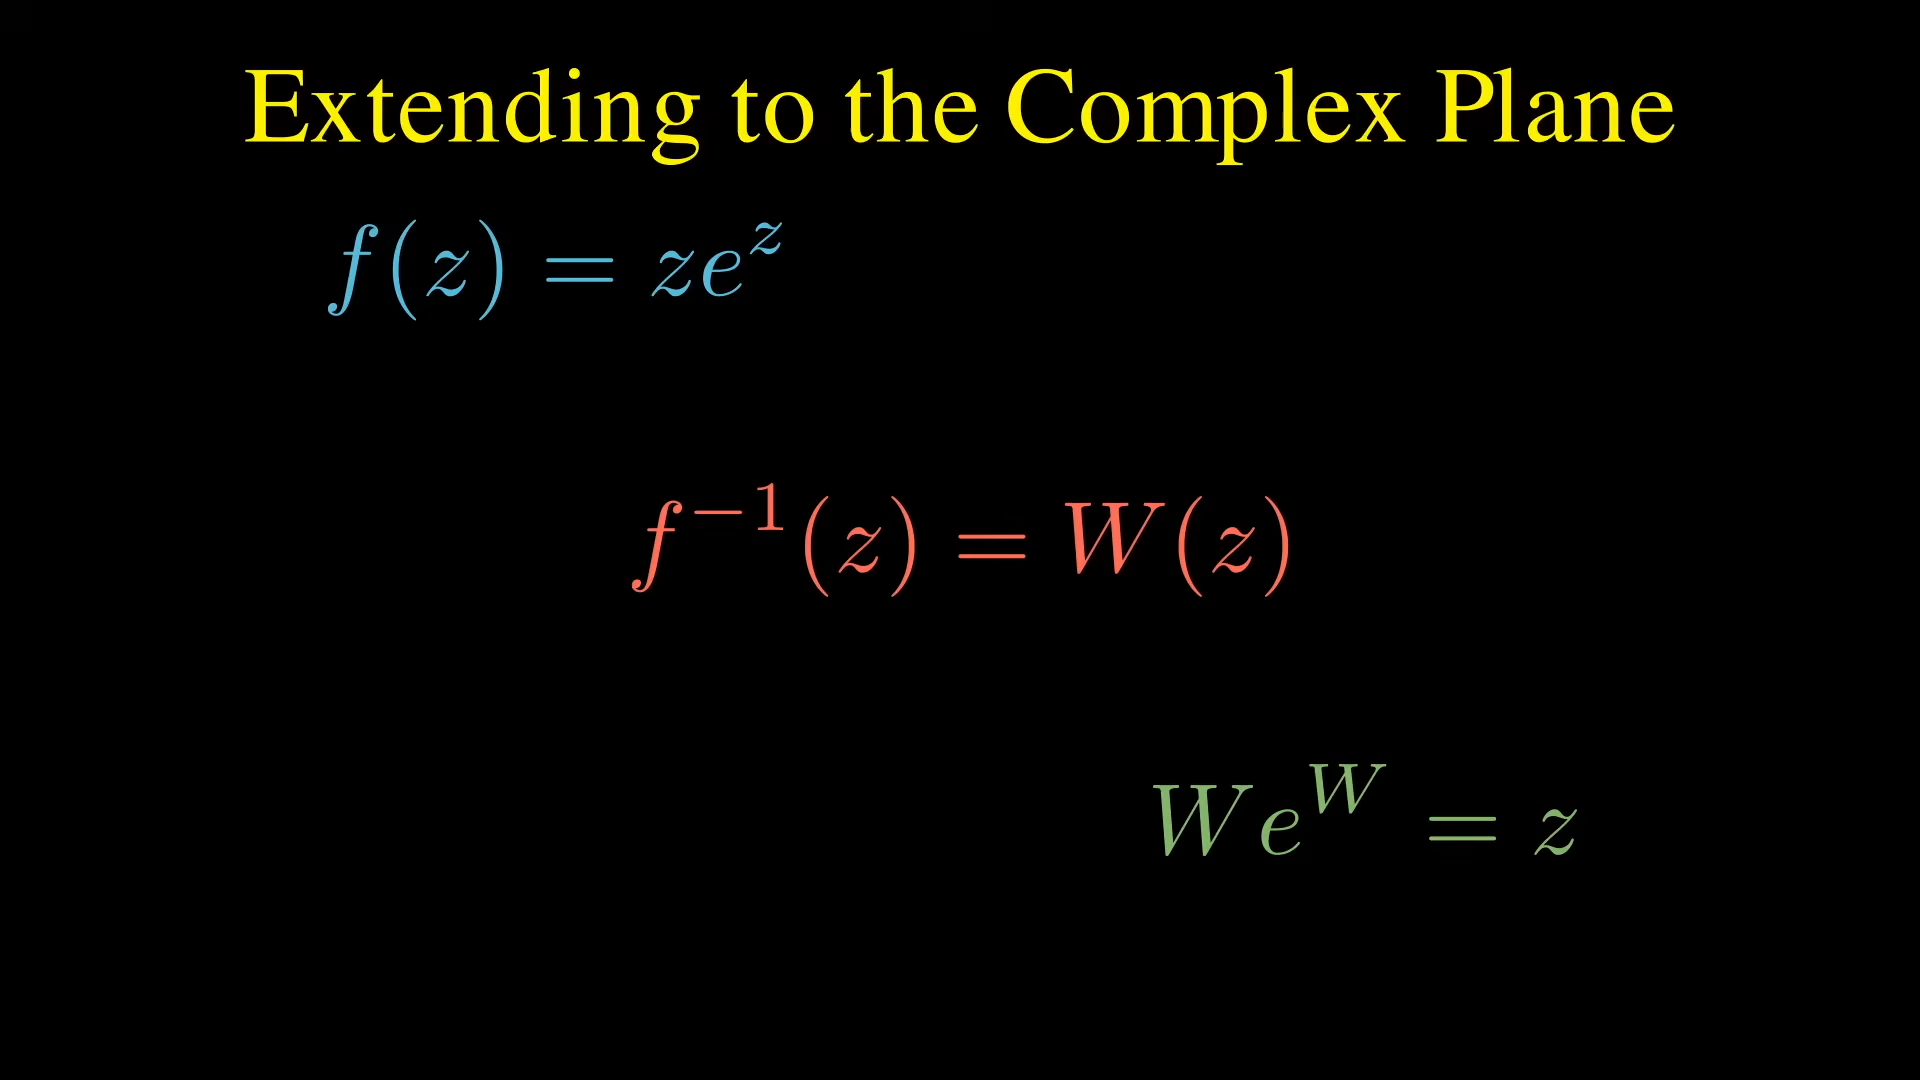 Extending to the Complex Plane
f(z) = ze^z
f^{-1}(z) = W(z)
We^W = z